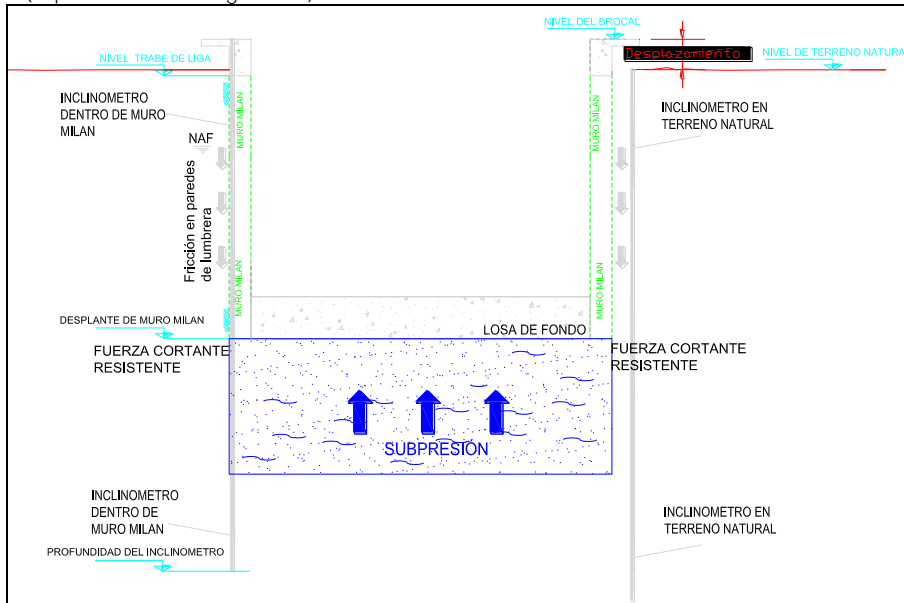 NIVEL DEL BROCAL
NIVEL TRABE DE LIGA
Desplazamiento
NIVEL DE TERRENO NATURA
INCLINOMETRO
DENTRO DE MURO
MILAN
MURO MILAN
MURO MILAN
INCLINOMETRO EN
TERRENO NATURAL
NAF
Fricción en paredes
de lumbrera
MURO MILAN
MURO MILAN
DESPLANTE DE MURO MILAN
LOSA DE FONDO
FUERZA CORTANTE
RESISTENTE
FUERZA CORTANTE
RESISTENTE
SUBPRESION
INCLINOMETRO
DENTRO DE
MURO MILAN
INCLINOMETRO EN
TERRENO NATURAL
PROFUNDIDAD DEL INCLINOMETRO